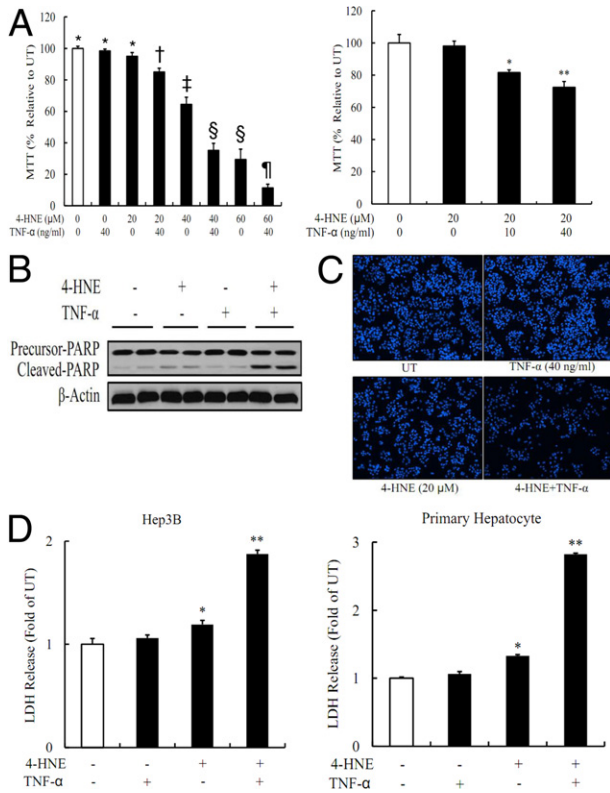 A
MTT (% Relative to UT)
120
100
80
60
40
20
0
* * * † ‡ § § ¶
4-HNE (μM) 0 0 20 20 40 40 60 60
TNF-α (ng/ml) 0 40 0 40 0 40 0 40
MTT (% Relative to UT)
120
100
80
60
40
20
0
* **
4-HNE (μM) 0 20 20 20
TNF-α (ng/ml) 0 0 10 40
B
4-HNE - + - +
TNF-α - - + +
Precursor-PARP
Cleaved-PARP
β-Actin
C
UT
TNF-α (40 ng/ml)
4-HNE (20 μM)
4-HNE+TNF-α
D
Hep3B
LDH Release (Fold of UT)
2
1
0
* **
4-HNE - - + +
TNF-α - + - +
Primary Hepatocyte
LDH Release (Fold of UT)
3
2
1
0
* **
4-HNE - - + +
TNF-α - + - +